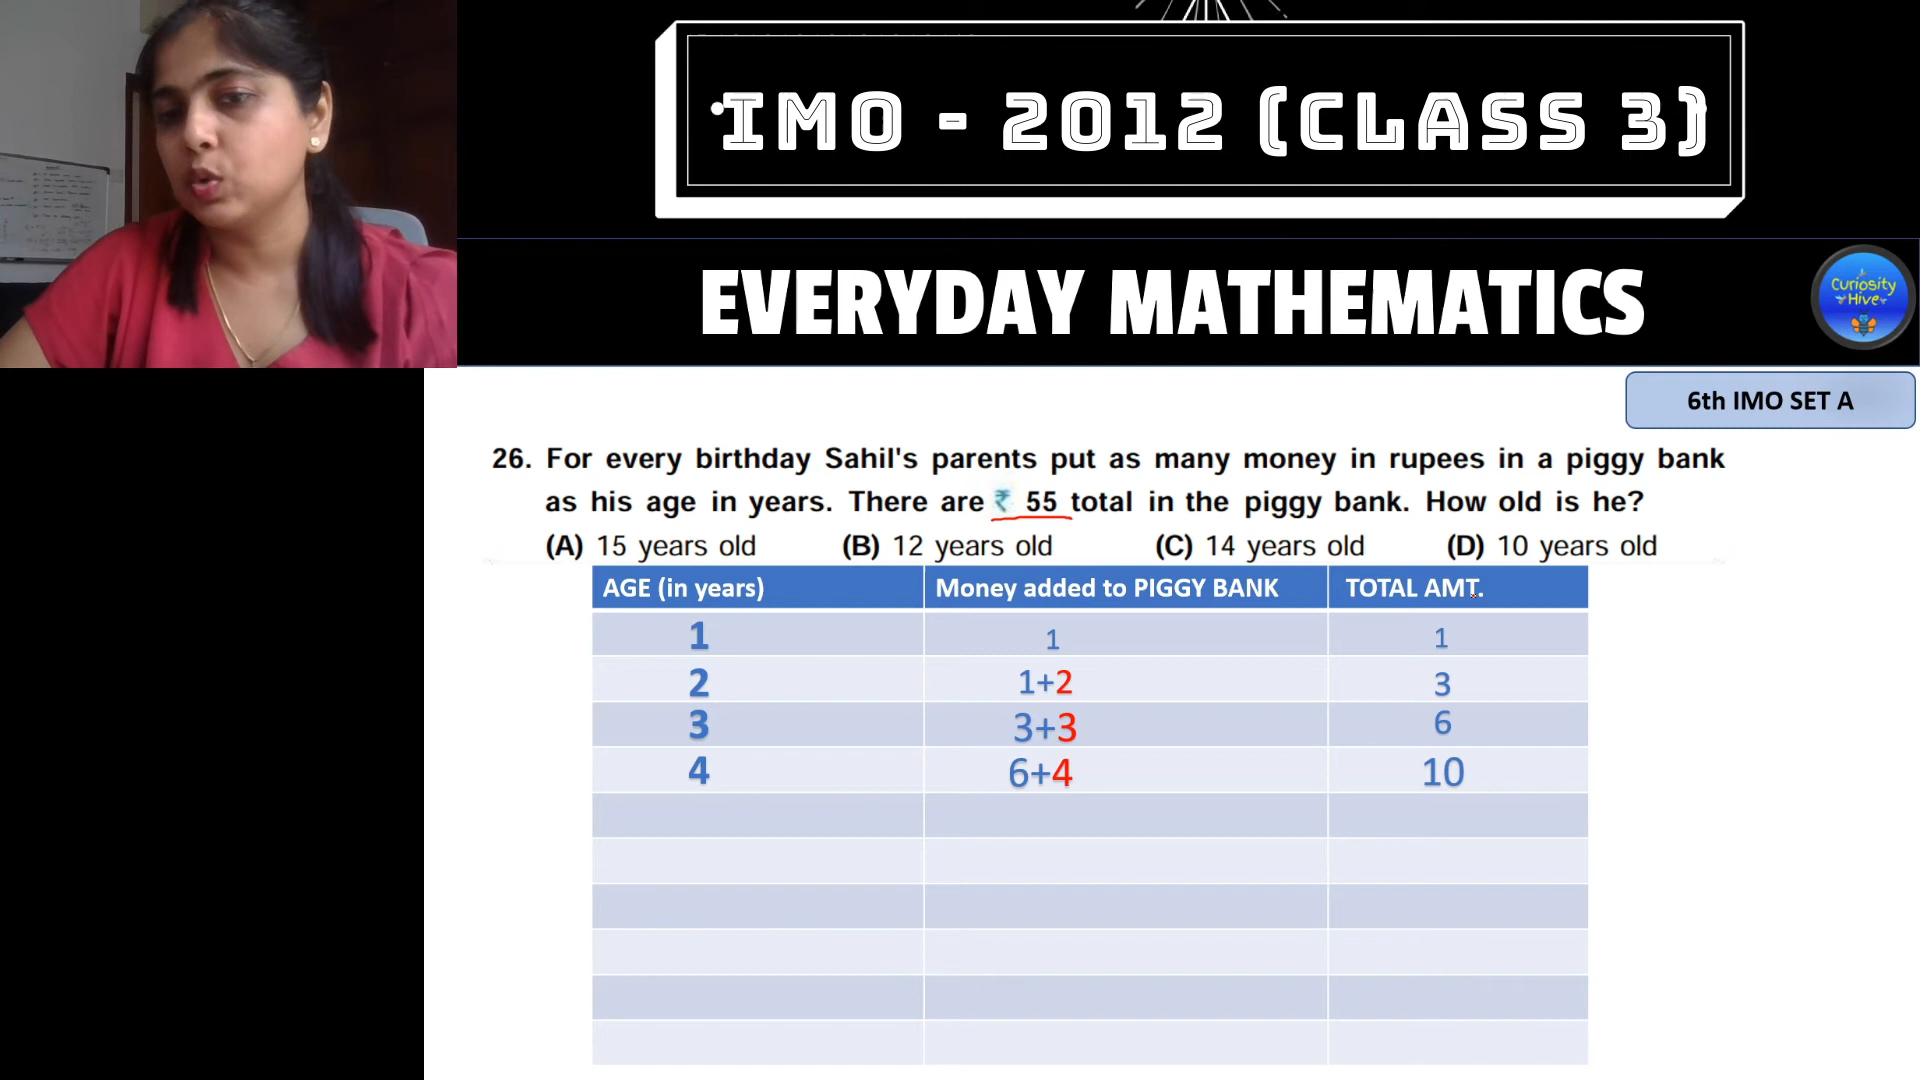 IMO - 2012 (CLASS 3)
EVERYDAY MATHEMATICS
Curiosity
Hive
6th IMO SET A
26. For every birthday Sahil's parents put as many money in rupees in a piggy bank
as his age in years. There are ₹ 55 total in the piggy bank. How old is he?
(A) 15 years old (B) 12 years old (C) 14 years old (D) 10 years old
AGE (in years) Money added to PIGGY BANK TOTAL AMT.
1 1 1
2 1+2 3
3 3+3 6
4 6+4 10